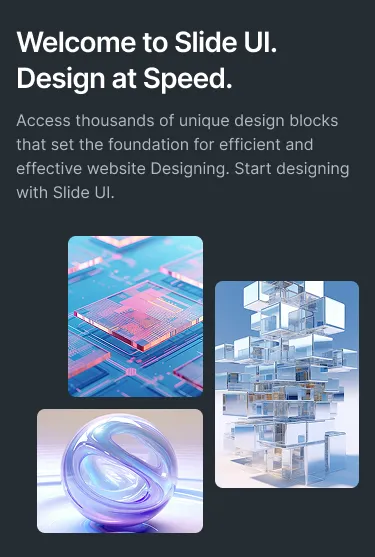 Welcome to Slide UI.
Design at Speed.
Access thousands of unique design blocks
that set the foundation for efficient and
effective website Designing. Start designing
with Slide UI.